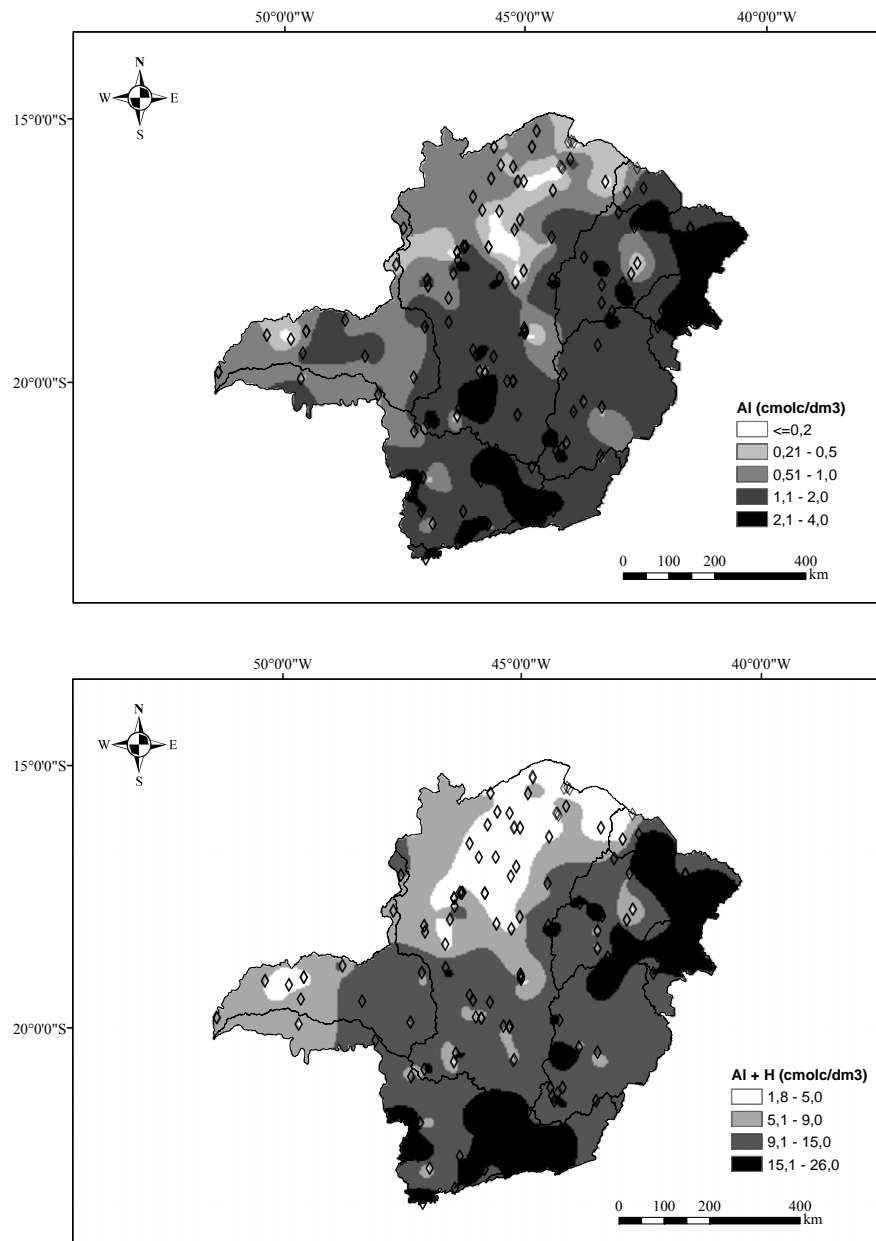 50°0'0"W 45°0'0"W 40°0'0"W
N
W E
S
15°0'0"S
20°0'0"S
Al (cmolc/dm3)
<=0,2
0,21 - 0,5
0,51 - 1,0
1,1 - 2,0
2,1 - 4,0
0 100 200 400
km
50°0'0"W 45°0'0"W 40°0'0"W
N
W E
S
15°0'0"S
20°0'0"S
Al + H (cmolc/dm3)
1,8 - 5,0
5,1 - 9,0
9,1 - 15,0
15,1 - 26,0
0 100 200 400
km